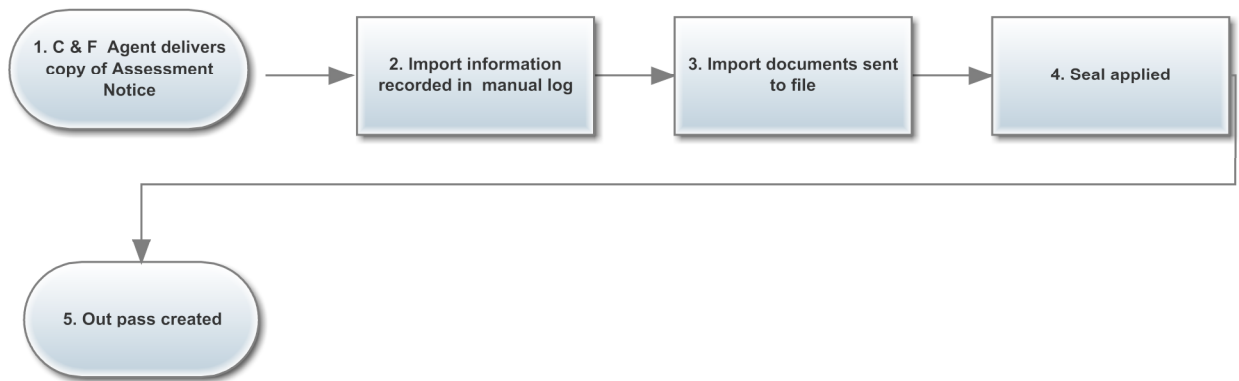 1. C & F Agent delivers
copy of Assessment
Notice
2. Import information
recorded in manual log
3. Import documents sent
to file
4. Seal applied
5. Out pass created